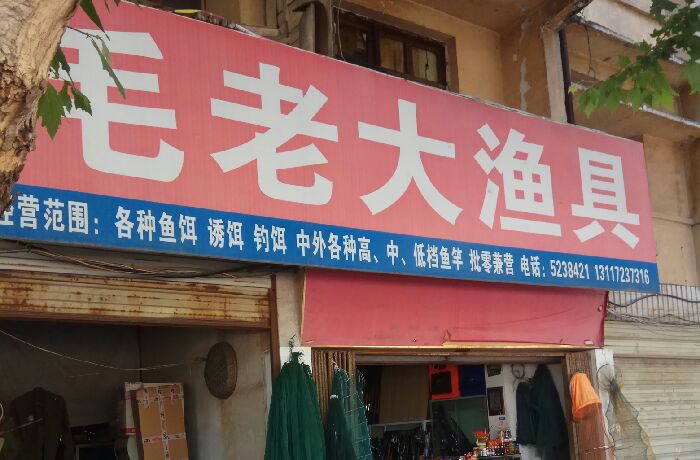 毛老大渔具
经营范围：各种鱼饵 诱饵 钓饵 中外各种高、中、低档鱼竿 批零兼营 电话：5238421 13117237316